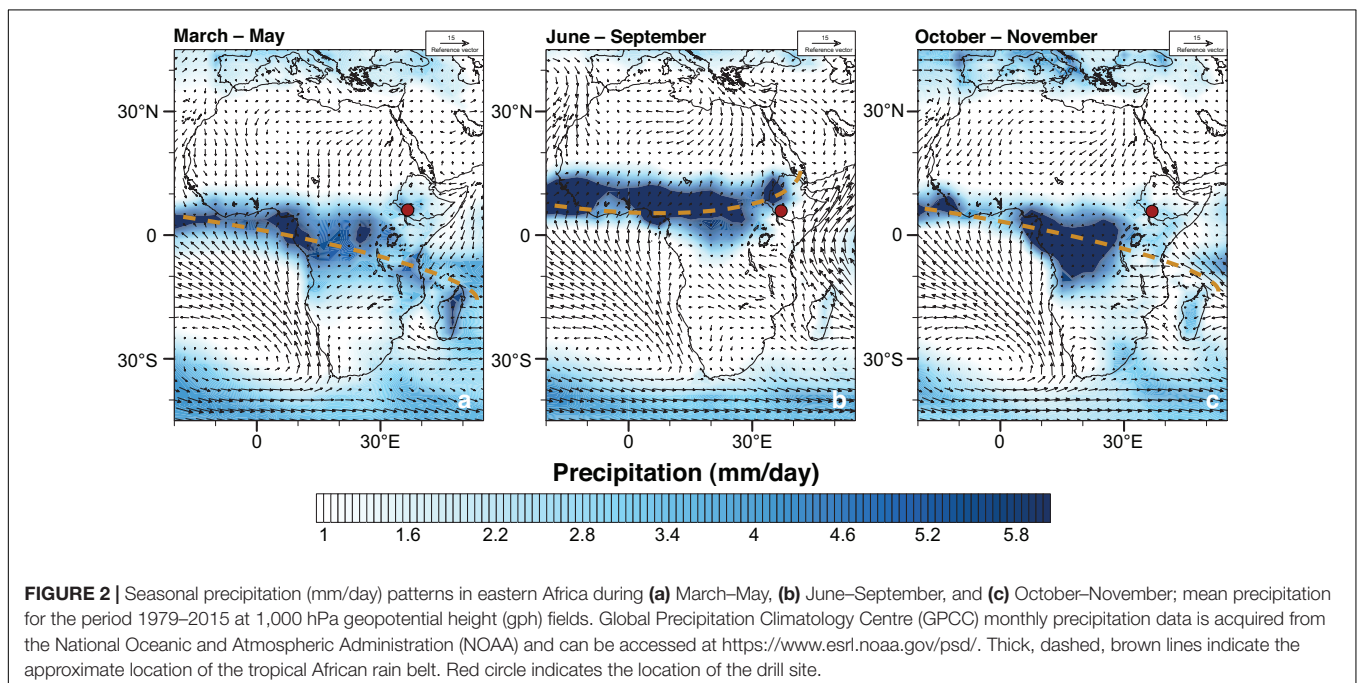 March – May
15
Reference vector
June – September
15
Reference vector
October – November
15
Reference vector
30°N
0
30°S
a
0
30°E
30°N
0
30°S
b
0
30°E
30°N
0
30°S
c
0
30°E
Precipitation (mm/day)
1 1.6 2.2 2.8 3.4 4 4.6 5.2 5.8
FIGURE 2 | Seasonal precipitation (mm/day) patterns in eastern Africa during (a) March–May, (b) June–September, and (c) October–November; mean precipitation
for the period 1979–2015 at 1,000 hPa geopotential height (gph) fields. Global Precipitation Climatology Centre (GPCC) monthly precipitation data is acquired from
the National Oceanic and Atmospheric Administration (NOAA) and can be accessed at https://www.esrl.noaa.gov/psd/. Thick, dashed, brown lines indicate the
approximate location of the tropical African rain belt. Red circle indicates the location of the drill site.